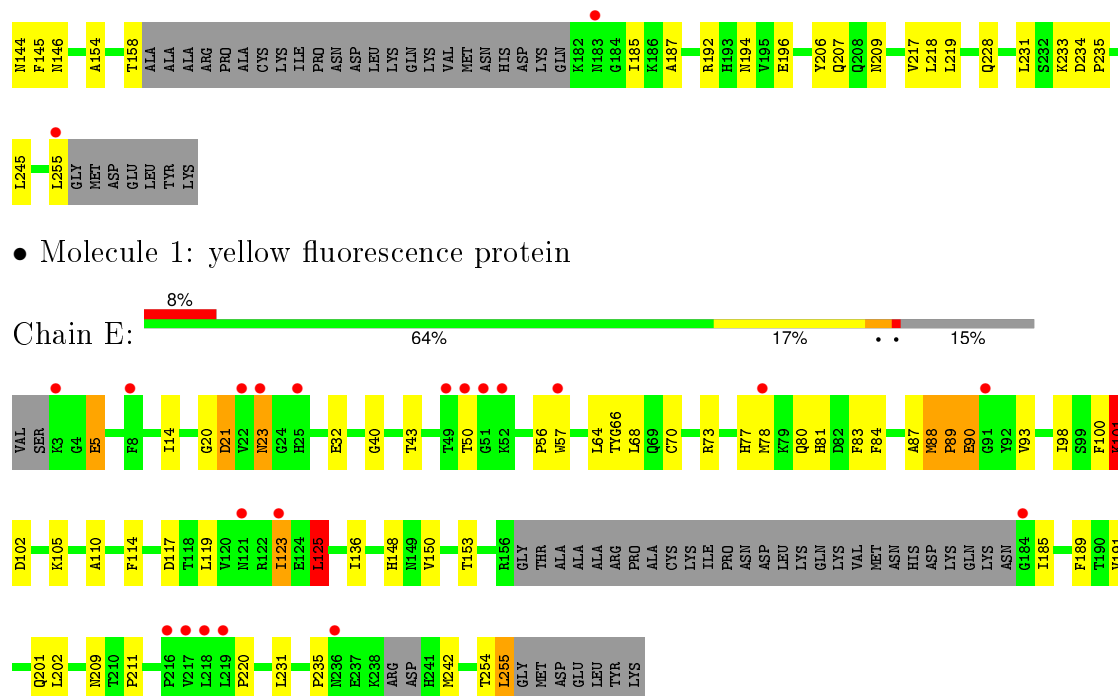 N144 F145 N146 A154 T158 ALA ALA ALA ARG PRO ALA CYS LYS ILE PRO ASN ASP LEU LYS GLN LYS VAL MET ASN HIS ASP LYS GLN K182 N183 G184 I185 K186 A187 R192 H193 N194 V195 E196 Y206 Q207 Q208 N209 V217 L218 L219 Q228 L231 S232 K233 D234 P235
L245 L255 GLY MET ASP GLU LEU TYR LYS
• Molecule 1: yellow fluorescence protein
8%
Chain E:
64% 17% • • 15%
VAL SER K3 G4 E5 F8 I14 G20 D21 V22 N23 G24 H25 E32 G40 T43 T49 T50 G51 K52 P56 W57 L64 TY666 L68 Q69 C70 R73 H77 M78 K79 Q80 H81 D82 F83 F84 A87 M88 P89 E90 G91 Y92 V93 I98 S99 F100 K101
D102 K105 A110 F114 D117 T118 L119 V120 N121 R122 I123 E124 L125 I136 H148 N149 V150 T153 R156 GLY THR ALA ALA ALA ARG PRO ALA CYS LYS ILE PRO ASN ASP LEU LYS GLN LYS VAL MET ASN HIS ASP LYS GLN LYS ASN G184 I185 F189 T190 V191
Q201 L202 N209 T210 P211 P216 V217 L218 L219 P220 L231 P235 N236 E237 K238 ARG ASP H241 M242 T254 L255 GLY MET ASP GLU LEU TYR LYS